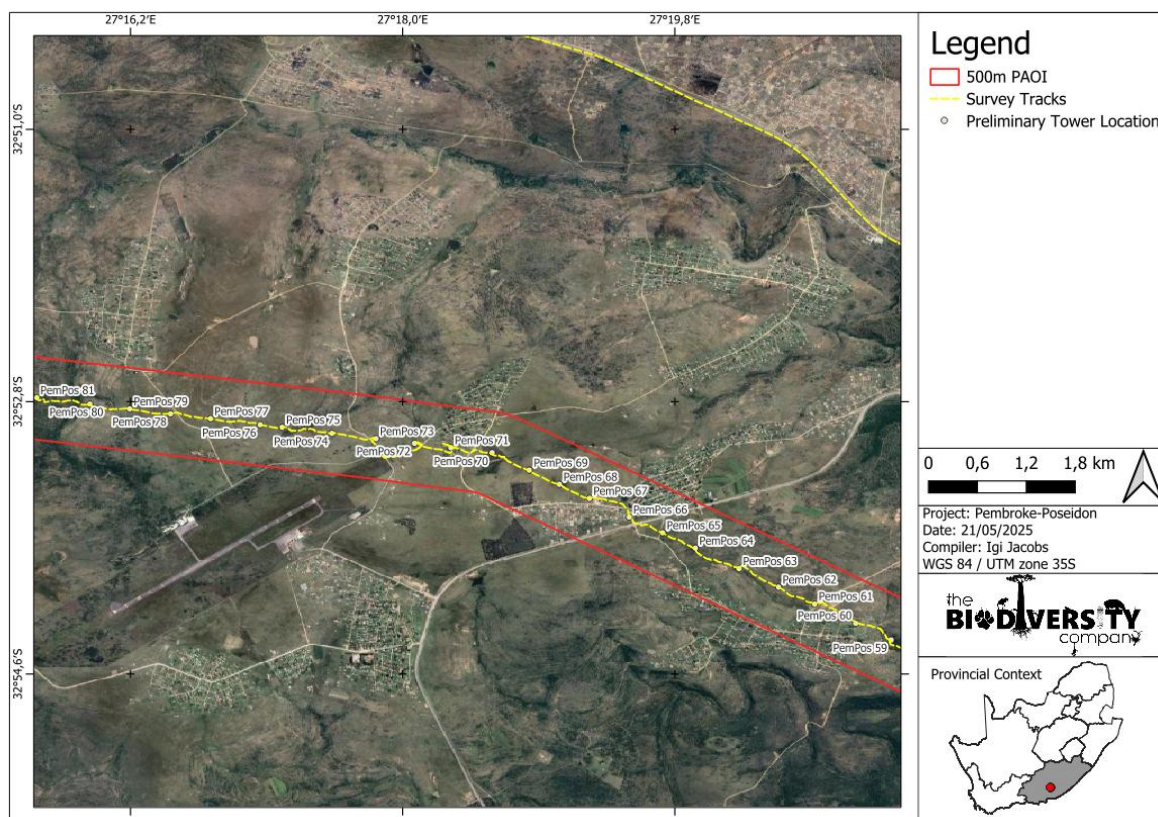 27°16,2'E
27°18,0'E
27°19,8'E
32°51,0'S
32°52,8'S
32°54,6'S
PemPos 81
PemPos 80
PemPos 79
PemPos 78
PemPos 77
PemPos 76
PemPos 75
PemPos 74
PemPos 73
PemPos 72
PemPos 71
PemPos 70
PemPos 69
PemPos 68
PemPos 67
PemPos 66
PemPos 65
PemPos 64
PemPos 63
PemPos 62
PemPos 61
PemPos 60
PemPos 59
Legend
500m PAOI
Survey Tracks
Preliminary Tower Location
0 0,6 1,2 1,8 km
Project: Pembroke-Poseidon
Date: 21/05/2025
Compiler: Igi Jacobs
WGS 84 / UTM zone 35S
the
BIODIVERSITY
company
Provincial Context